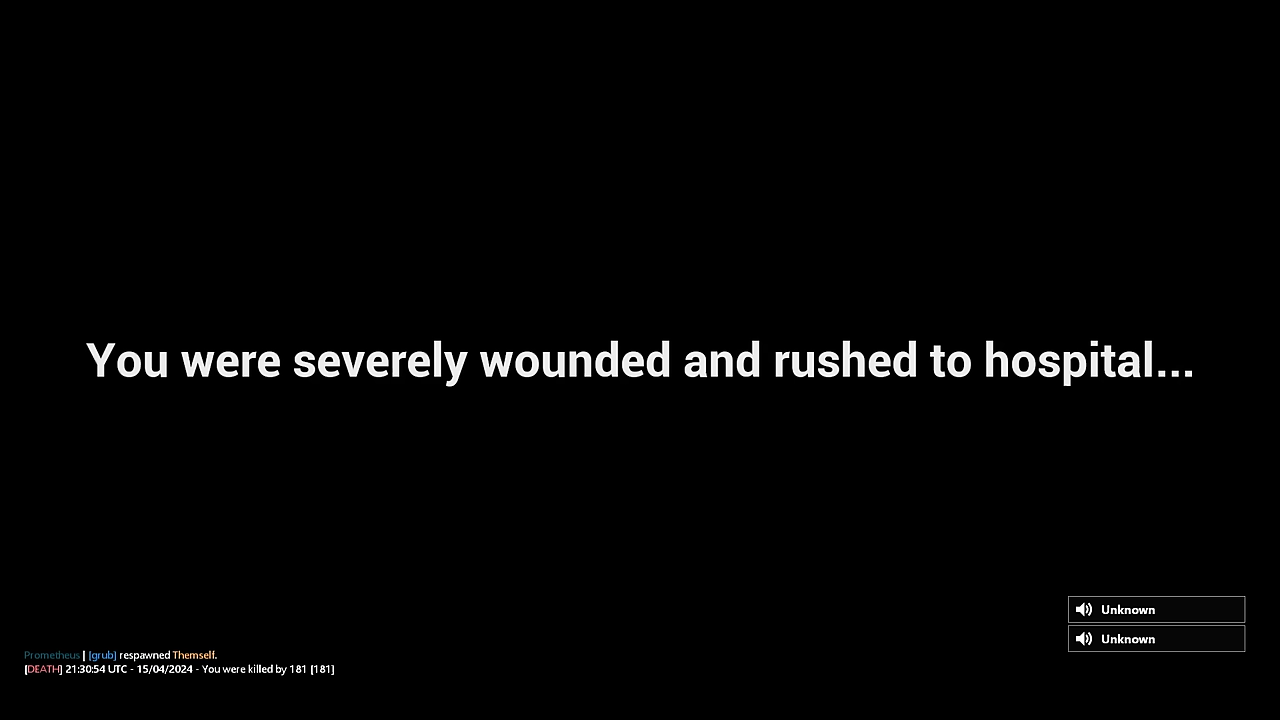 You were severely wounded and rushed to hospital...
Unknown
Unknown
Prometheus | [grub] respawned Themself.
[DEATH] 21:30:54 UTC - 15/04/2024 - You were killed by 181 [181]